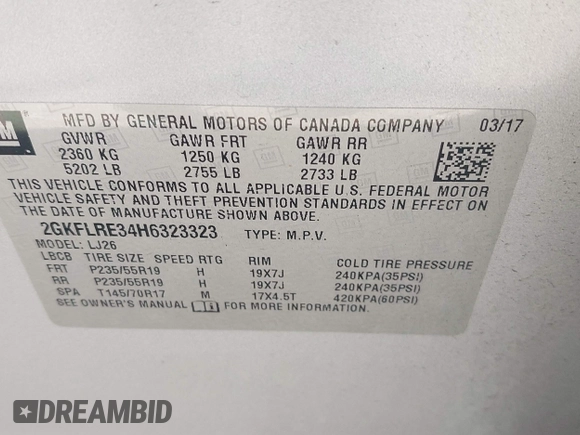 GM
MFD BY GENERAL MOTORS OF CANADA COMPANY 03/17
GVWR GAWR FRT GAWR RR
2360 KG 1250 KG 1240 KG
5202 LB 2755 LB 2733 LB
THIS VEHICLE CONFORMS TO ALL APPLICABLE U.S. FEDERAL MOTOR
VEHICLE SAFETY AND THEFT PREVENTION STANDARDS IN EFFECT ON
THE DATE OF MANUFACTURE SHOWN ABOVE.
2GKFLRE34H6323323 TYPE: M.P.V.
MODEL: LJ26
LBCB TIRE SIZE SPEED RTG RIM COLD TIRE PRESSURE
FRT P235/55R19 H 19X7J 240KPA(35PSI)
RR P235/55R19 H 19X7J 240KPA(35PSI)
SPA T145/70R17 M 17X4.5T 420KPA(60PSI)
SEE OWNER'S MANUAL FOR MORE INFORMATION.
DREAMBID